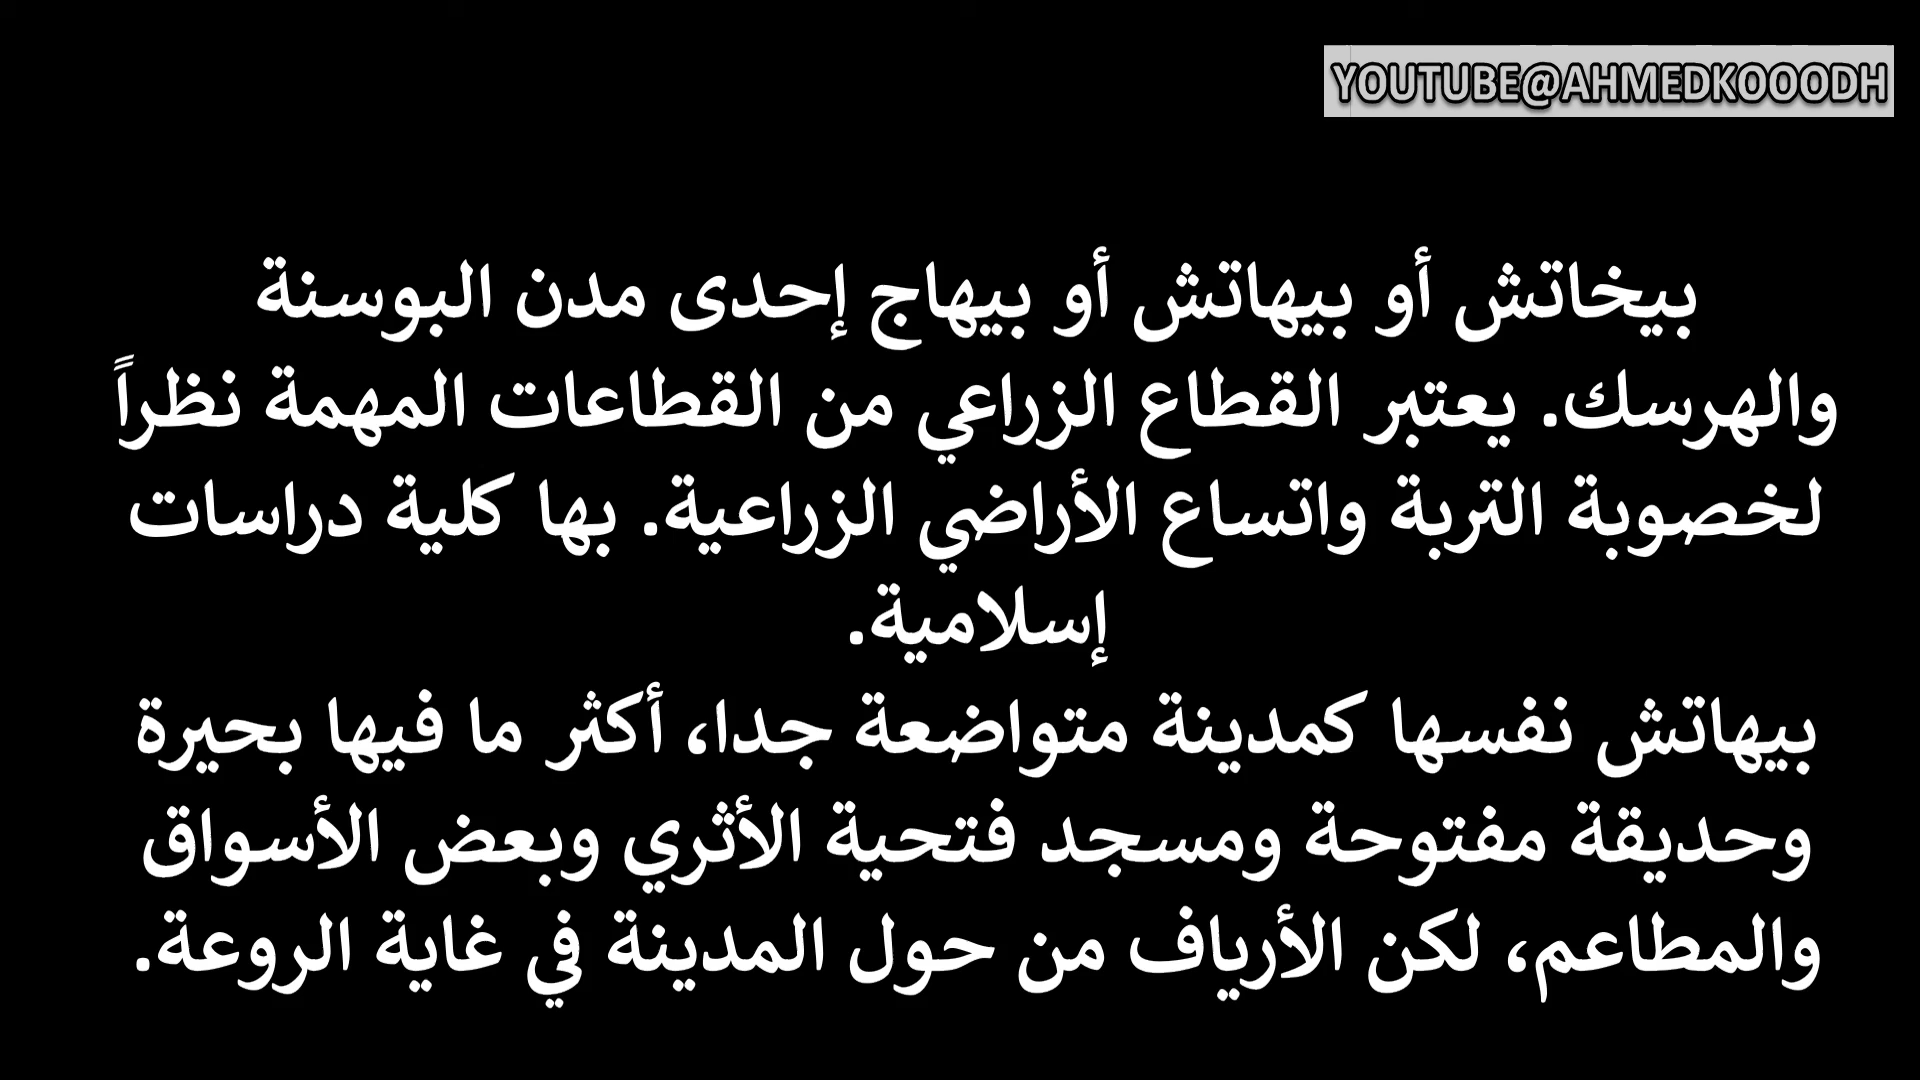 YOUTUBE@AHMEDKOOODH
بيخاتش أو بيهاتش أو بيهاج إحدى مدن البوسنة
والهرسك. يعتبر القطاع الزراعي من القطاعات المهمة نظراً
لخصوبة التربة واتساع الأراضي الزراعية. بها كلية دراسات
إسلامية.
بيهاتش نفسها كمدينة متواضعة جدا، أكثر ما فيها بحيرة
وحديقة مفتوحة ومسجد فتحية الأثري وبعض الأسواق
والمطاعم، لكن الأرياف من حول المدينة في غاية الروعة.